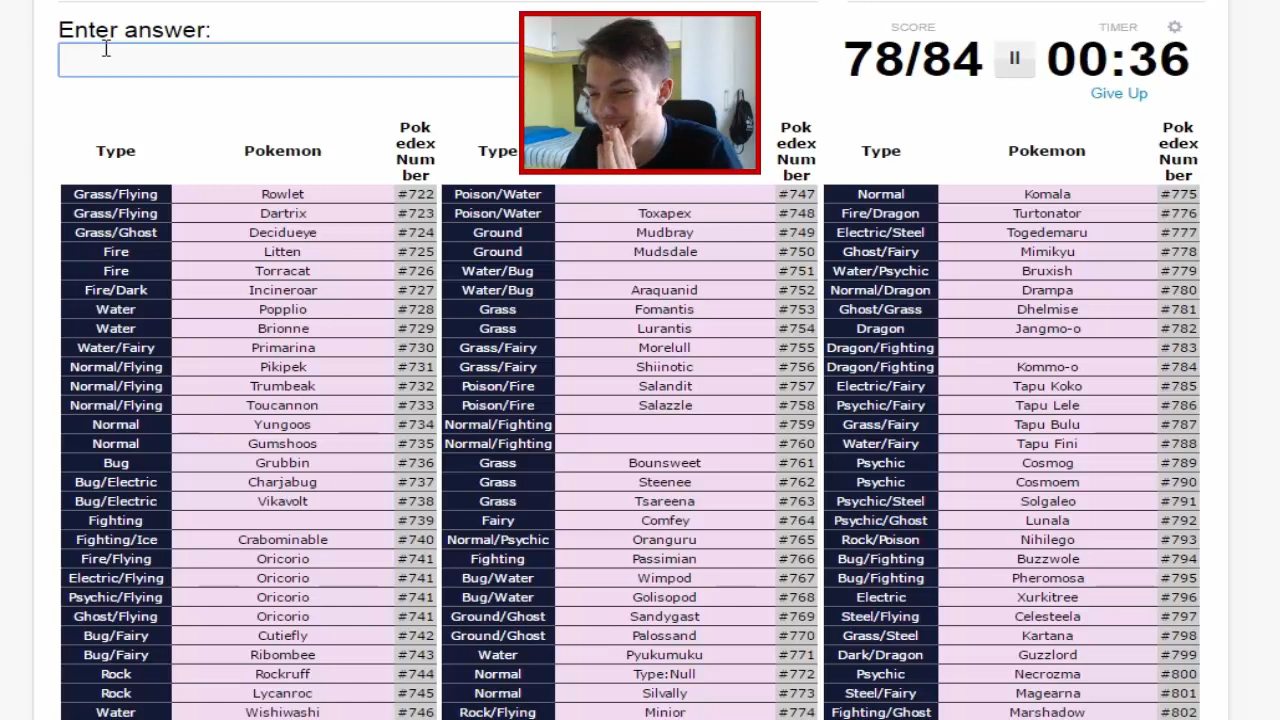 Enter answer:
SCORE
78/84
TIMER
00:36
Give Up
Type Pokemon Pok edex Num ber Type Pok edex Num ber Type Pokemon Pok edex Num ber
Grass/Flying Rowlet #722 Poison/Water #747 Normal Komala #775
Grass/Flying Dartrix #723 Poison/Water Toxapex #748 Fire/Dragon Turtonator #776
Grass/Ghost Decidueye #724 Ground Mudbray #749 Electric/Steel Togedemaru #777
Fire Litten #725 Ground Mudsdale #750 Ghost/Fairy Mimikyu #778
Fire Torracat #726 Water/Bug #751 Water/Psychic Bruxish #779
Fire/Dark Incineroar #727 Water/Bug Araquanid #752 Normal/Dragon Drampa #780
Water Popplio #728 Grass Fomantis #753 Ghost/Grass Dhelmise #781
Water Brionne #729 Grass Lurantis #754 Dragon Jangmo-o #782
Water/Fairy Primarina #730 Grass/Fairy Morelull #755 Dragon/Fighting #783
Normal/Flying Pikipek #731 Grass/Fairy Shiinotic #756 Dragon/Fighting Kommo-o #784
Normal/Flying Trumbeak #732 Poison/Fire Salandit #757 Electric/Fairy Tapu Koko #785
Normal/Flying Toucannon #733 Poison/Fire Salazzle #758 Psychic/Fairy Tapu Lele #786
Normal Yungoos #734 Normal/Fighting #759 Grass/Fairy Tapu Bulu #787
Normal Gumshoos #735 Normal/Fighting #760 Water/Fairy Tapu Fini #788
Bug Grubbin #736 Grass Bounsweet #761 Psychic Cosmog #789
Bug/Electric Charjabug #737 Grass Steenee #762 Psychic Cosmoem #790
Bug/Electric Vikavolt #738 Grass Tsareena #763 Psychic/Steel Solgaleo #791
Fighting #739 Fairy Comfey #764 Psychic/Ghost Lunala #792
Fighting/Ice Crabominable #740 Normal/Psychic Oranguru #765 Rock/Poison Nihilego #793
Fire/Flying Oricorio #741 Fighting Passimian #766 Bug/Fighting Buzzwole #794
Electric/Flying Oricorio #741 Bug/Water Wimpod #767 Bug/Fighting Pheromosa #795
Psychic/Flying Oricorio #741 Bug/Water Golisopod #768 Electric Xurkitree #796
Ghost/Flying Oricorio #741 Ground/Ghost Sandygast #769 Steel/Flying Celesteela #797
Bug/Fairy Cutiefly #742 Ground/Ghost Palossand #770 Grass/Steel Kartana #798
Bug/Fairy Ribombee #743 Water Pyukumuku #771 Dark/Dragon Guzzlord #799
Rock Rockruff #744 Normal Type:Null #772 Psychic Necrozma #800
Rock Lycanroc #745 Normal Silvally #773 Steel/Fairy Magearna #801
Water Wishiwashi #746 Rock/Flying Minior #774 Fighting/Ghost Marshadow #802